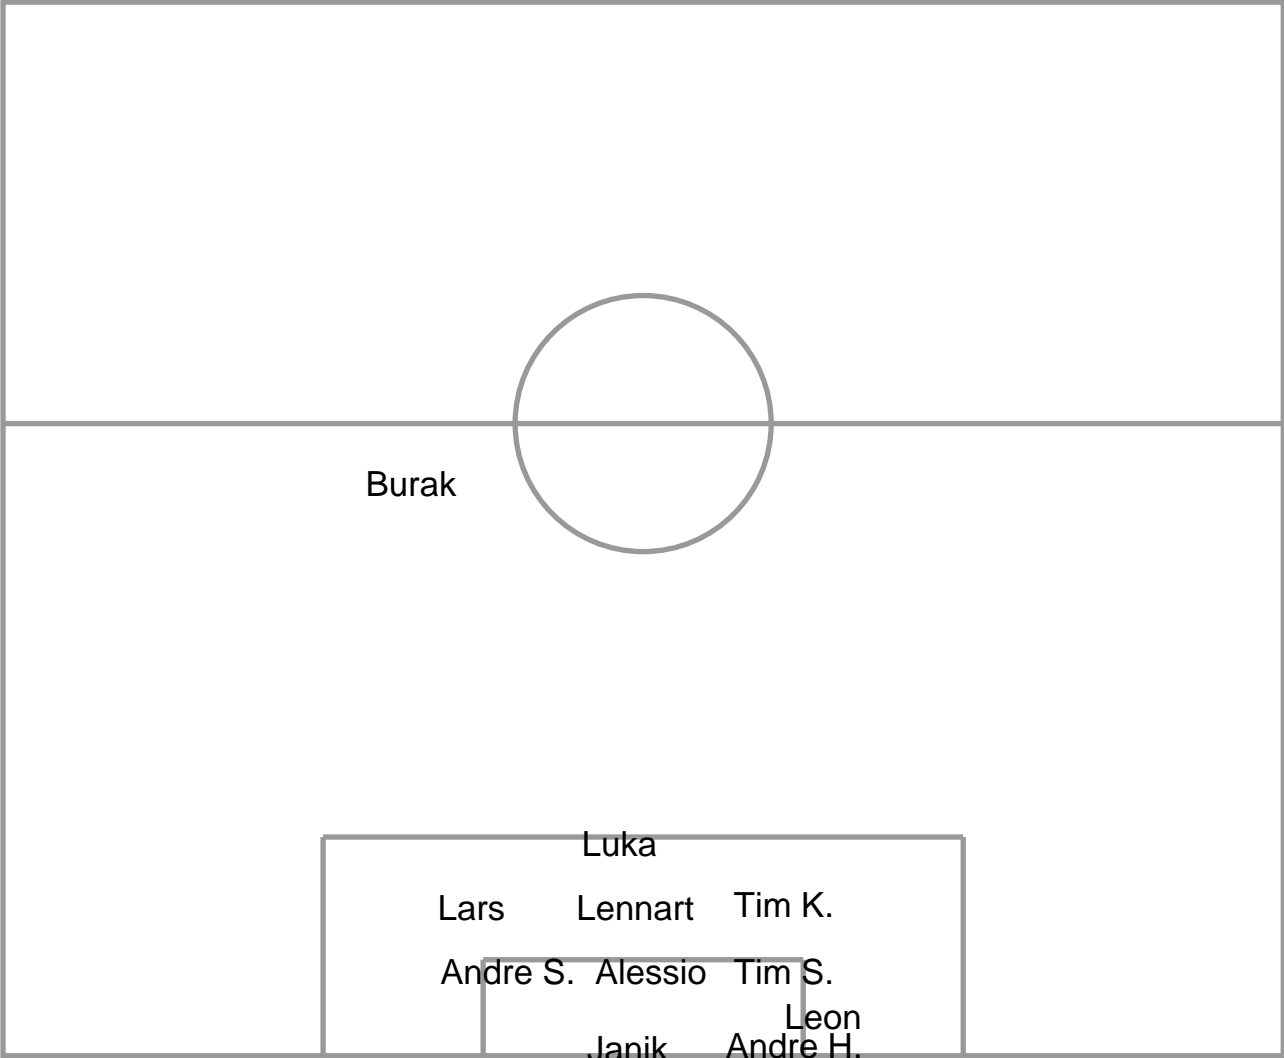 Burak
Luka
Lars Lennart Tim K.
Andre S. Alessio Tim S.
Leon
Janik Andre H.